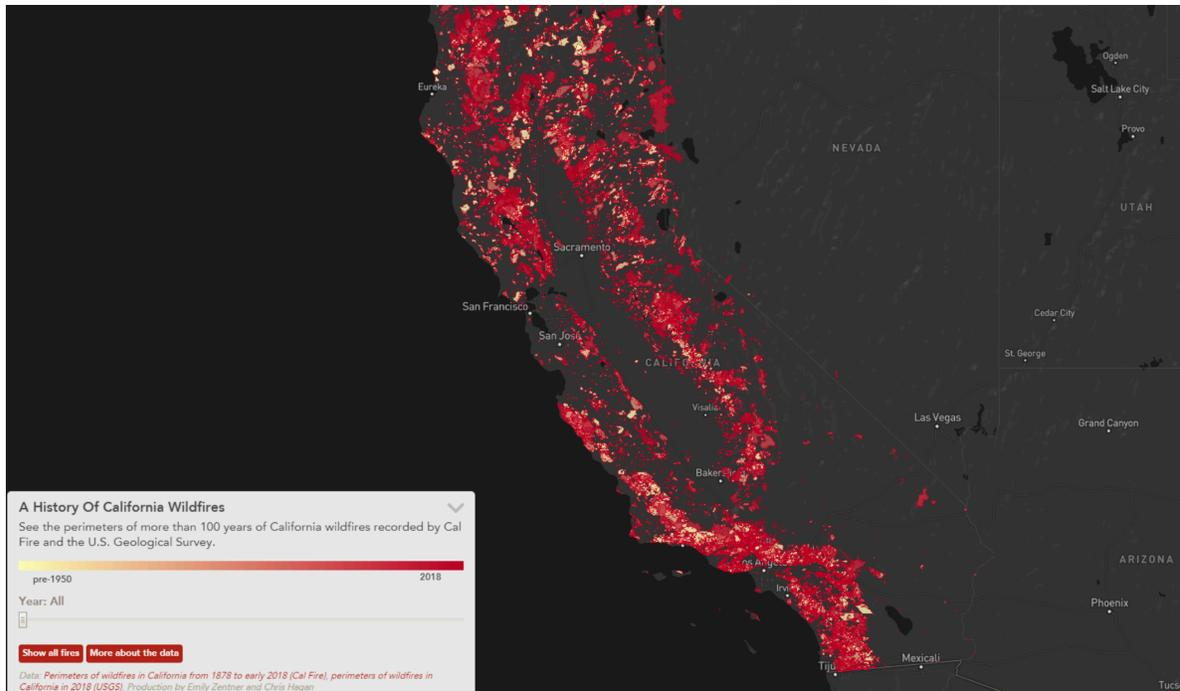 Ogden
Eureka
Salt Lake City
Provo
NEVADA
UTAH
Sacramento
San Francisco
Cedar City
San José
St. George
CALIFORNIA
Visalia
Las Vegas
Grand Canyon
A History Of California Wildfires
See the perimeters of more than 100 years of California wildfires recorded by Cal
Fire and the U.S. Geological Survey.
pre-1950
2018
Year: All
Show all fires
More about the data
Data: Perimeters of wildfires in California from 1878 to early 2018 (Cal Fire), perimeters of wildfires in
California in 2018 (USGS). Production by Emily Zentner and Chris Hagan
ARIZONA
Phoenix
Mexicali